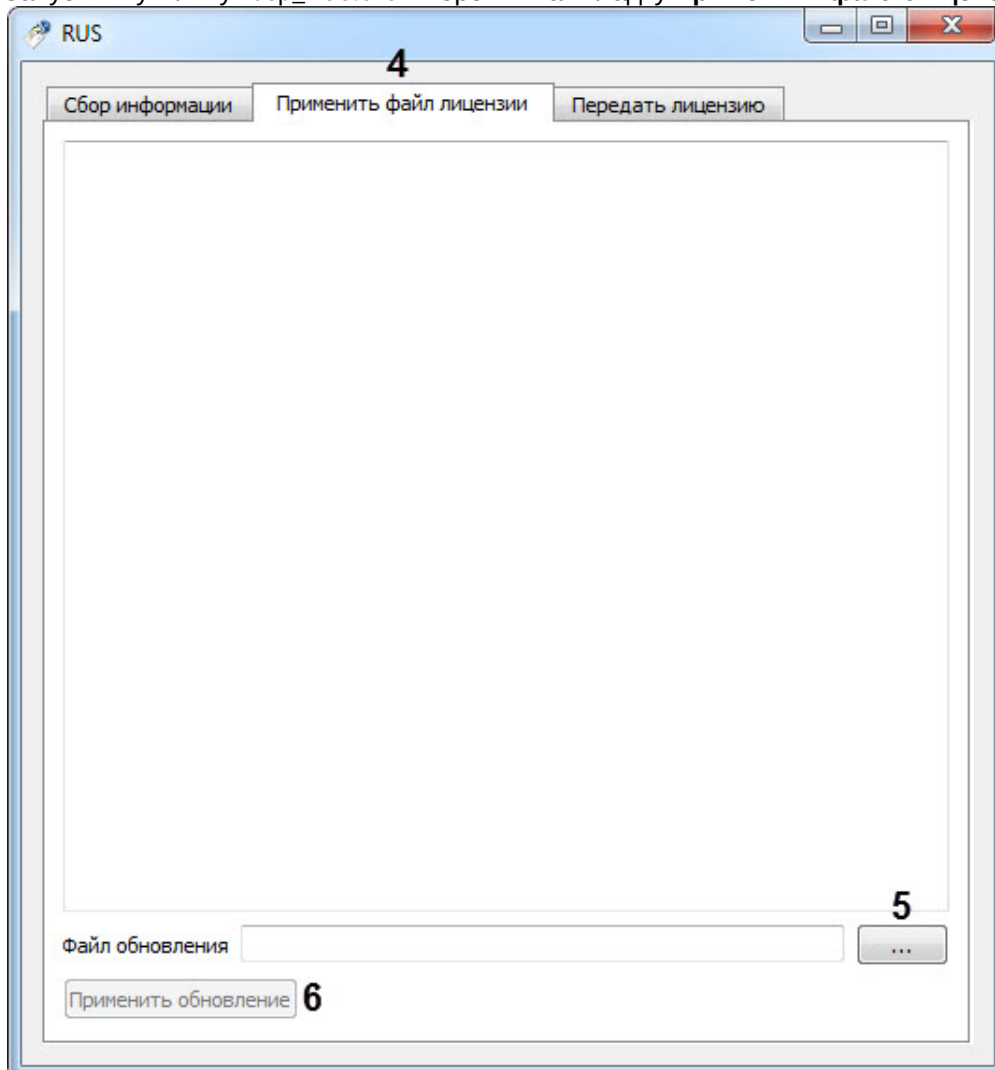 RUS
4
Сбор информации Применить файл лицензии Передать лицензию
5
Файл обновления ...
Применить обновление 6